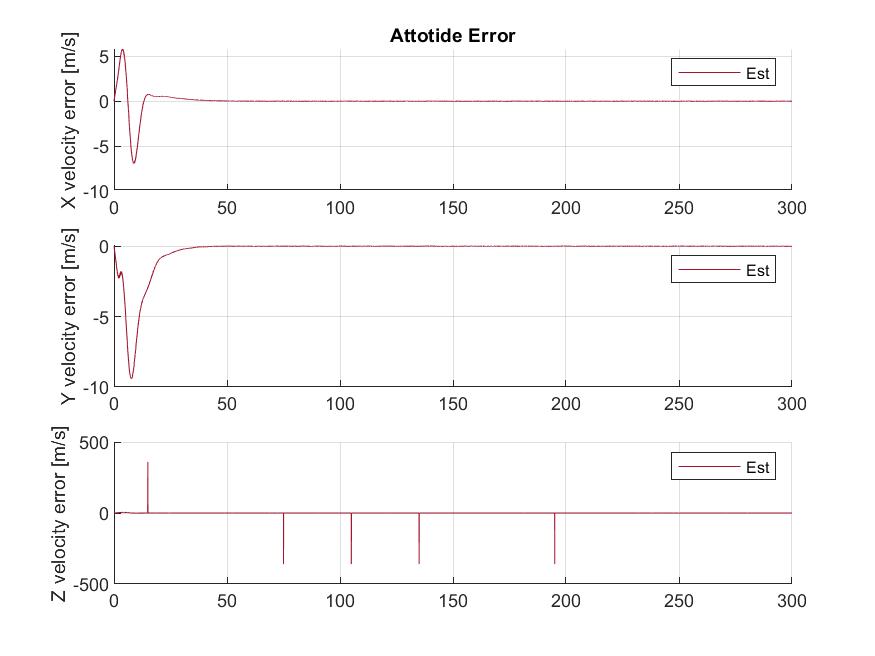 Attotide Error
X velocity error [m/s]
5
0
-5
-10
Est
0 50 100 150 200 250 300
Y velocity error [m/s]
0
-5
-10
Est
0 50 100 150 200 250 300
Z velocity error [m/s]
500
0
-500
Est
0 50 100 150 200 250 300